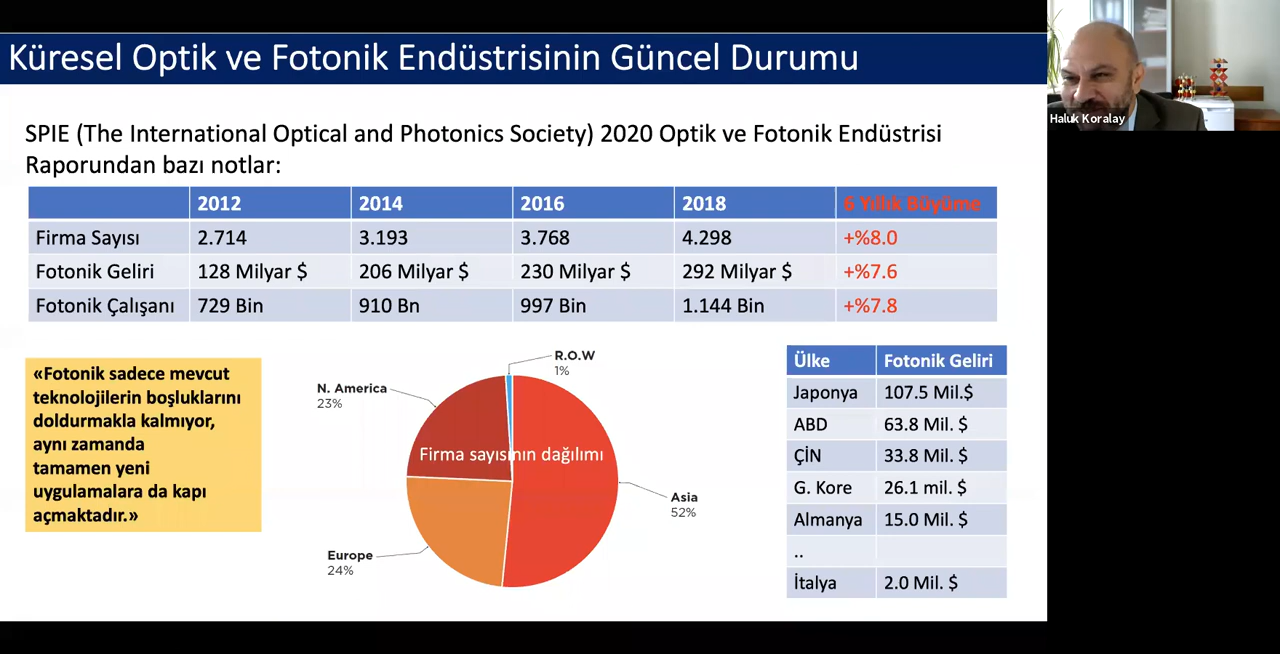 Küresel Optik ve Fotonik Endüstrisinin Güncel Durumu
Haluk Koralay
SPIE (The International Optical and Photonics Society) 2020 Optik ve Fotonik Endüstrisi
Raporundan bazı notlar:
2012 2014 2016 2018 6 Yıllık Büyüme
Firma Sayısı 2.714 3.193 3.768 4.298 +%8.0
Fotonik Geliri 128 Milyar $ 206 Milyar $ 230 Milyar $ 292 Milyar $ +%7.6
Fotonik Çalışanı 729 Bin 910 Bn 997 Bin 1.144 Bin +%7.8
«Fotonik sadece mevcut
teknolojilerin boşluklarını
doldurmakla kalmıyor,
aynı zamanda
tamamen yeni
uygulamalara da kapı
açmaktadır.»
R.O.W
1%
N. America
23%
Firma sayısının dağılımı
Asia
52%
Europe
24%
Ülke Fotonik Geliri
Japonya 107.5 Mil.$
ABD 63.8 Mil. $
ÇİN 33.8 Mil. $
G. Kore 26.1 mil. $
Almanya 15.0 Mil. $
..
İtalya 2.0 Mil. $